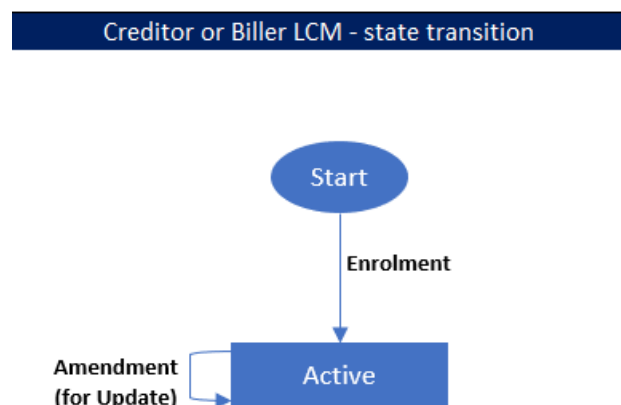 Creditor or Biller LCM - state transition
Start
Enrolment
Amendment
Active
(for Update)